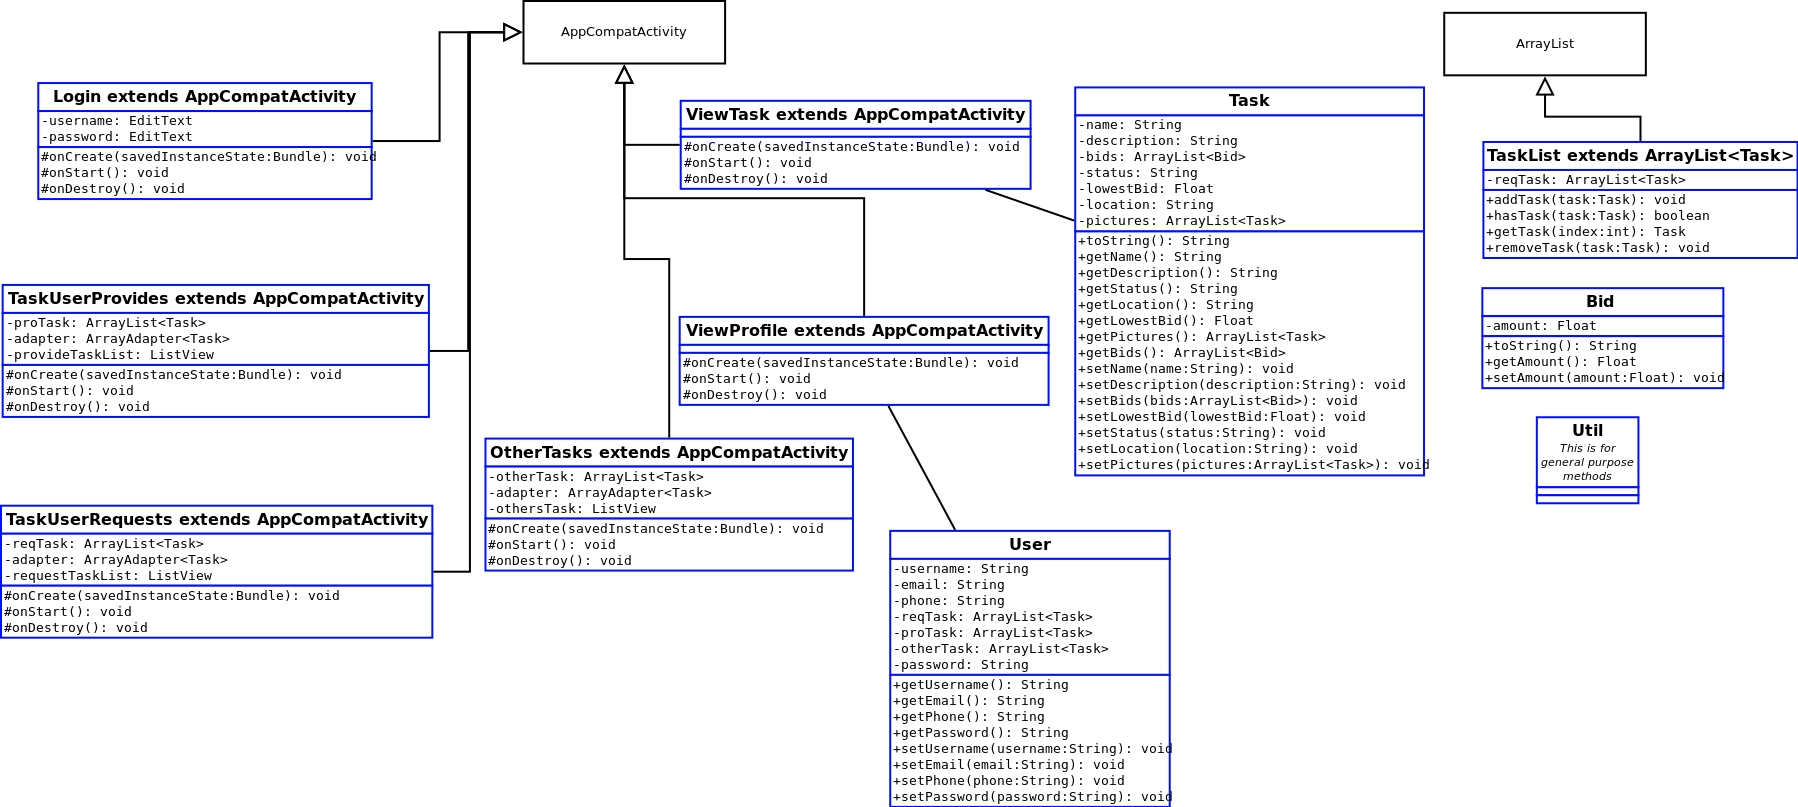 AppCompatActivity
ArrayList
Login extends AppCompatActivity
-username: EditText
-password: EditText
#onCreate(savedInstanceState:Bundle): void
#onStart(): void
#onDestroy(): void
ViewTask extends AppCompatActivity
#onCreate(savedInstanceState:Bundle): void
#onStart(): void
#onDestroy(): void
Task
-name: String
-description: String
-bids: ArrayList<Bid>
-status: String
-lowestBid: Float
-location: String
-pictures: ArrayList<Task>
+toString(): String
+getName(): String
+getDescription(): String
+getStatus(): String
+getLocation(): String
+getLowestBid(): Float
+getPictures(): ArrayList<Task>
+getBids(): ArrayList<Bid>
+setName(name:String): void
+setDescription(description:String): void
+setBids(bids:ArrayList<Bid>): void
+setLowestBid(lowestBid:Float): void
+setStatus(status:String): void
+setLocation(location:String): void
+setPictures(pictures:ArrayList<Task>): void
TaskList extends ArrayList<Task>
-reqTask: ArrayList<Task>
+addTask(task:Task): void
+hasTask(task:Task): boolean
+getTask(index:int): Task
+removeTask(task:Task): void
TaskUserProvides extends AppCompatActivity
-proTask: ArrayList<Task>
-adapter: ArrayAdapter<Task>
-provideTaskList: ListView
#onCreate(savedInstanceState:Bundle): void
#onStart(): void
#onDestroy(): void
ViewProfile extends AppCompatActivity
#onCreate(savedInstanceState:Bundle): void
#onStart(): void
#onDestroy(): void
Bid
-amount: Float
+toString(): String
+getAmount(): Float
+setAmount(amount:Float): void
Util
This is for
general purpose
methods
OtherTasks extends AppCompatActivity
-otherTask: ArrayList<Task>
-adapter: ArrayAdapter<Task>
-othersTask: ListView
#onCreate(savedInstanceState:Bundle): void
#onStart(): void
#onDestroy(): void
TaskUserRequests extends AppCompatActivity
-reqTask: ArrayList<Task>
-adapter: ArrayAdapter<Task>
-requestTaskList: ListView
#onCreate(savedInstanceState:Bundle): void
#onStart(): void
#onDestroy(): void
User
-username: String
-email: String
-phone: String
-reqTask: ArrayList<Task>
-proTask: ArrayList<Task>
-otherTask: ArrayList<Task>
-password: String
+getUsername(): String
+getEmail(): String
+getPhone(): String
+getPassword(): String
+setUsername(username:String): void
+setEmail(email:String): void
+setPhone(phone:String): void
+setPassword(password:String): void